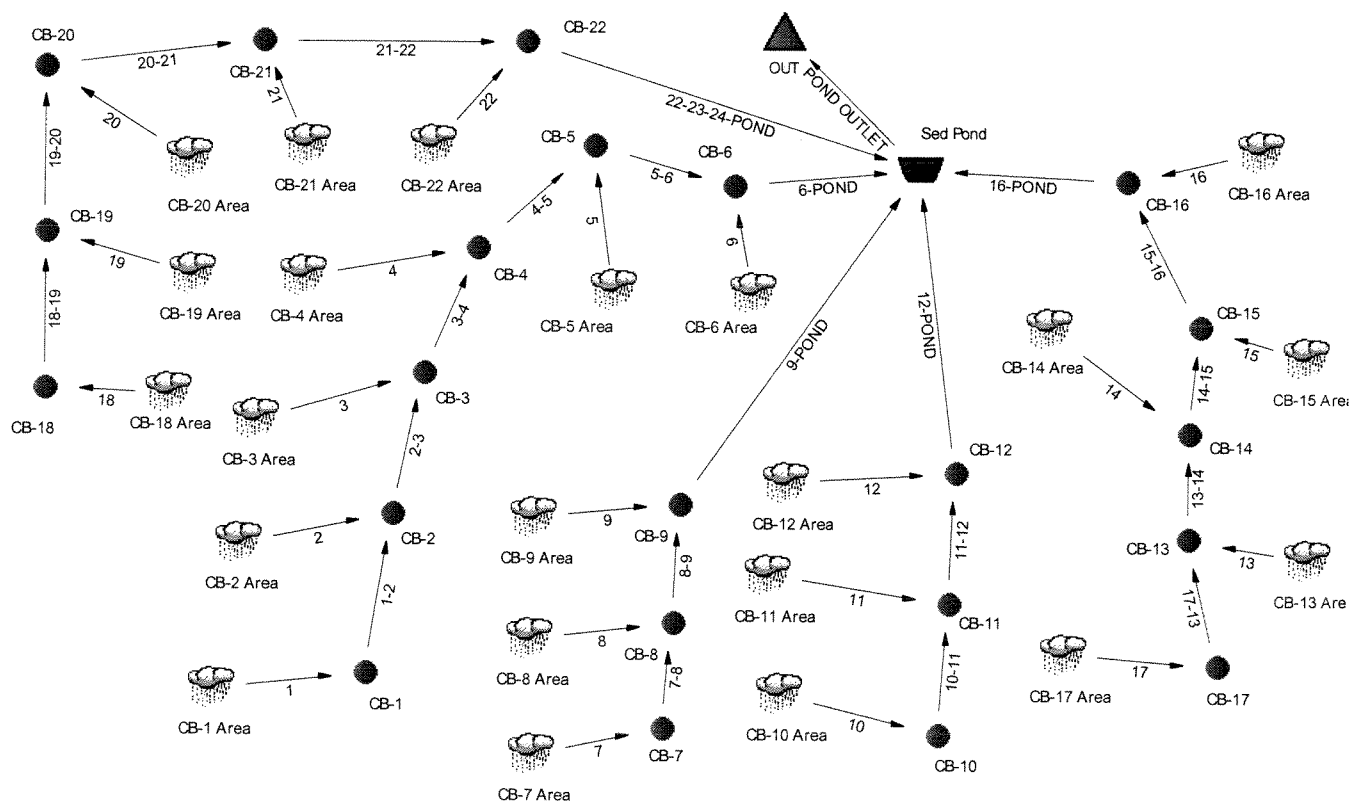 CB-20
20-21
CB-21
21-22
CB-22
OUT
POND OUTLET
22-23-24-POND
Sed Pond
19-20
20
CB-20 Area
21
CB-21 Area
22
CB-22 Area
CB-5
5-6
CB-6
6-POND
16-POND
CB-16
16
CB-16 Area
CB-19
19
CB-19 Area
18-19
CB-4 Area
4
CB-4
4-5
5
CB-5 Area
6
CB-6 Area
15-16
CB-15
15
CB-15 Area
CB-18
18
CB-18 Area
3-4
CB-3
3
CB-3 Area
9-POND
12-POND
CB-14 Area
14
14-15
CB-14
2-3
CB-2
2
CB-2 Area
CB-9
9
CB-9 Area
CB-12
12
CB-12 Area
13-14
CB-13
13
CB-13 Are
1-2
8-9
CB-8
8
CB-8 Area
11-12
CB-11
11
CB-11 Area
17-13
CB-17
17
CB-17 Area
CB-1
1
CB-1 Area
7-8
CB-7
7
CB-7 Area
10-11
CB-10
10
CB-10 Area